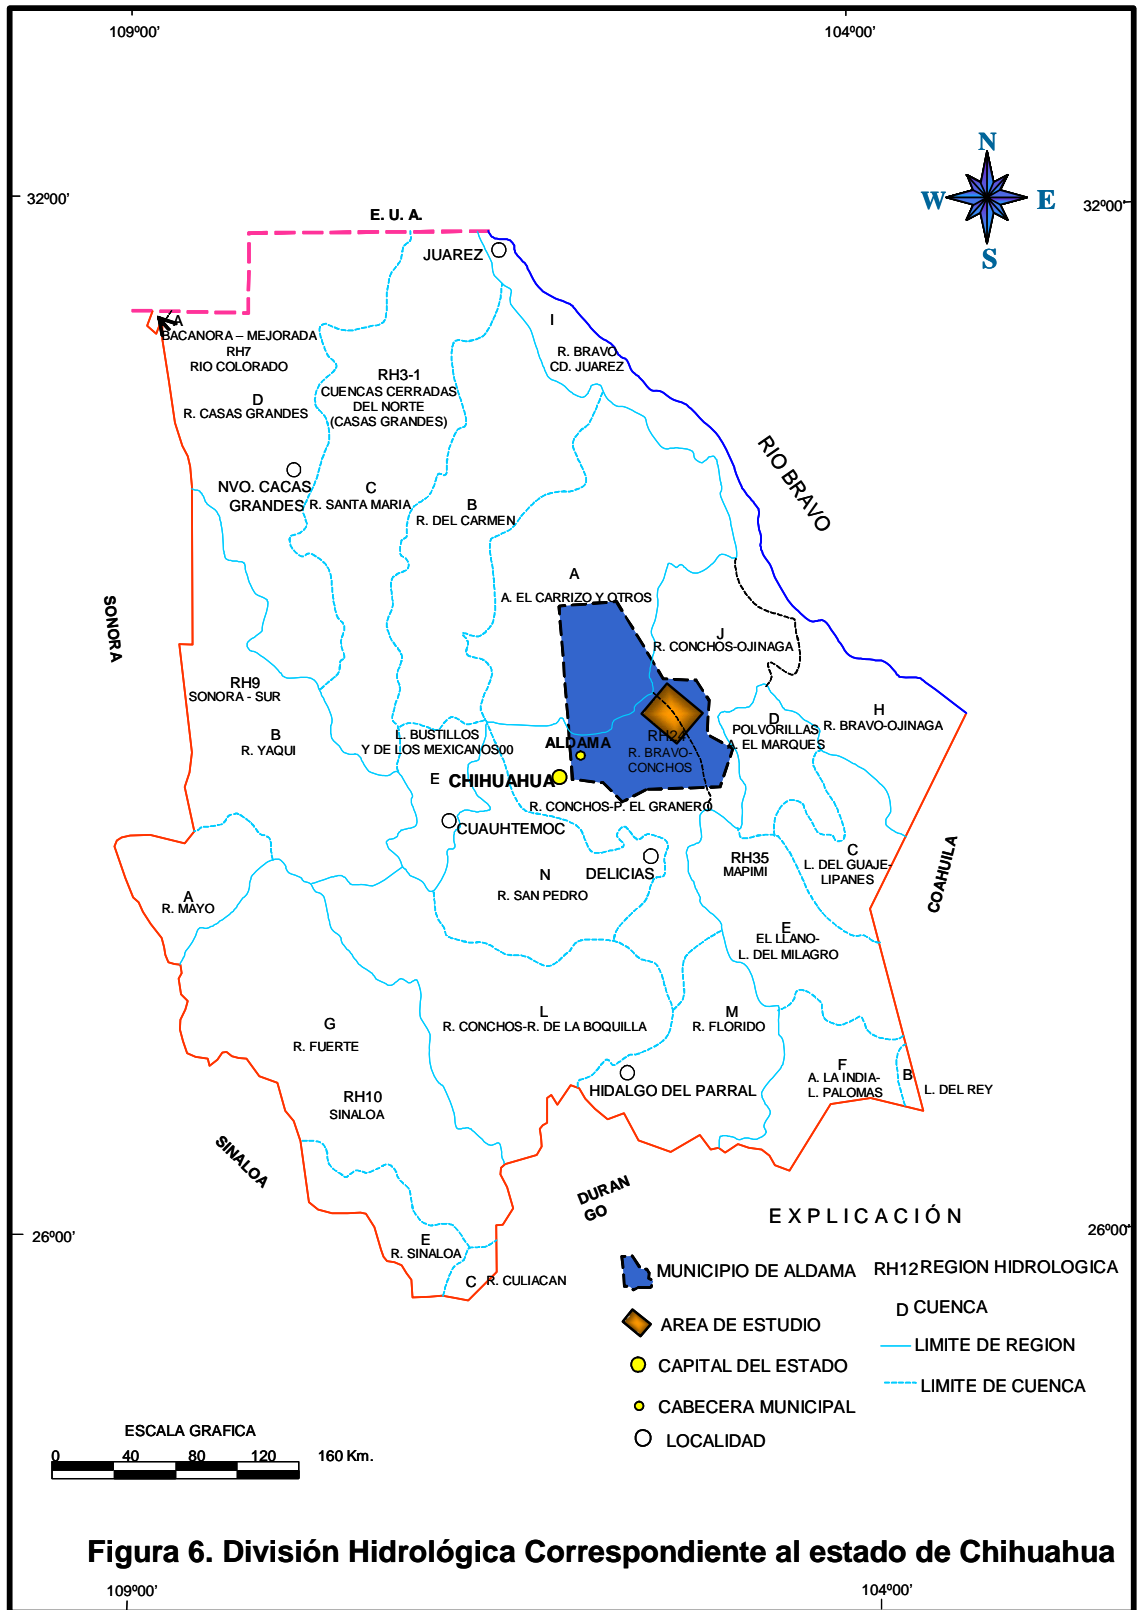 109º00'
104º00'
N
W
E
S
32º00'
32º00'
E. U. A.
JUAREZ
A
BACANORA – MEJORADA
RH7
RIO COLORADO
I
R. BRAVO
CD. JUAREZ
D
R. CASAS GRANDES
RH3-1
CUENCAS CERRADAS
DEL NORTE
(CASAS GRANDES)
RIO BRAVO
NVO. CACAS
GRANDES
C
R. SANTA MARIA
B
R. DEL CARMEN
A
A. EL CARRIZO Y OTROS
SONORA
J
R. CONCHOS-OJINAGA
RH9
SONORA - SUR
B
R. YAQUI
L. BUSTILLOS
Y DE LOS MEXICANOS00
E
ALDAMA
CHIHUAHUA
RH24
R. BRAVO-
CONCHOS
D
POLVORILLAS
A. EL MARQUES
H
R. BRAVO-OJINAGA
R. CONCHOS-P. EL GRANERO
CUAUHTEMOC
DELICIAS
N
R. SAN PEDRO
RH35
MAPIMI
C
L. DEL GUAJE-
LIPANES
COAHUILA
A
R. MAYO
E
EL LLANO-
L. DEL MILAGRO
G
R. FUERTE
L
R. CONCHOS-R. DE LA BOQUILLA
M
R. FLORIDO
RH10
SINALOA
HIDALGO DEL PARRAL
F
A. LA INDIA-
L. PALOMAS
B
L. DEL REY
SINALOA
DURAN
GO
E
R. SINALOA
C
R. CULIACAN
26º00'
26º00'
EXPLICACIÓN
MUNICIPIO DE ALDAMA
RH12 REGION HIDROLOGICA
D CUENCA
AREA DE ESTUDIO
LIMITE DE REGION
CAPITAL DEL ESTADO
LIMITE DE CUENCA
CABECERA MUNICIPAL
LOCALIDAD
ESCALA GRAFICA
0 40 80 120 160 Km.
Figura 6. División Hidrológica Correspondiente al estado de Chihuahua
109º00'
104º00'